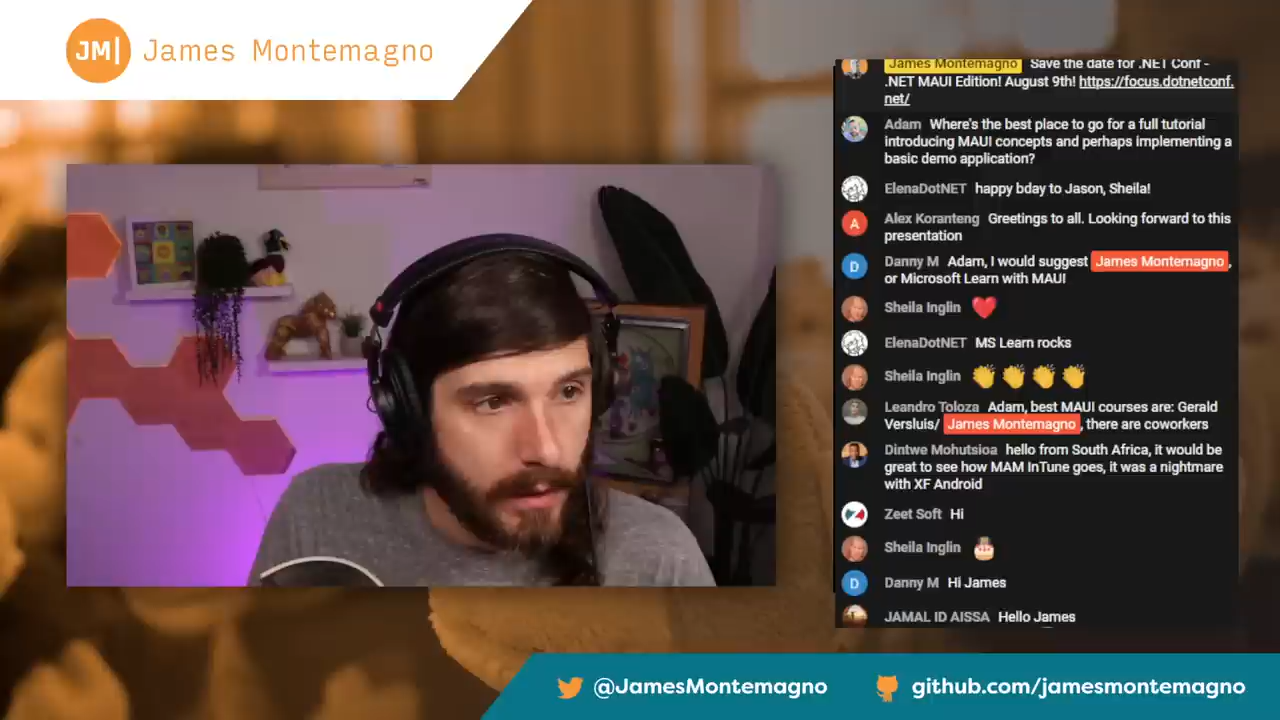 JM| James Montemagno
James Montemagno Save the date for .NET Conf -
.NET MAUI Edition! August 9th! https://focus.dotnetconf.
net/
Adam Where's the best place to go for a full tutorial
introducing MAUI concepts and perhaps implementing a
basic demo application?
ElenaDotNET happy bday to Jason, Sheila!
A Alex Koranteng Greetings to all. Looking forward to this
presentation
D Danny M Adam, I would suggest James Montemagno,
or Microsoft Learn with MAUI
Sheila Inglin ❤️
ElenaDotNET MS Learn rocks
Sheila Inglin 👏👏👏👏
Leandro Toloza Adam, best MAUI courses are: Gerald
Versluis/ James Montemagno, there are coworkers
Dintwe Mohutsioa hello from South Africa, it would be
great to see how MAM InTune goes, it was a nightmare
with XF Android
Zeet Soft Hi
Sheila Inglin 🎂
D Danny M Hi James
JAMAL ID AISSA Hello James
@JamesMontemagno github.com/jamesmontemagno